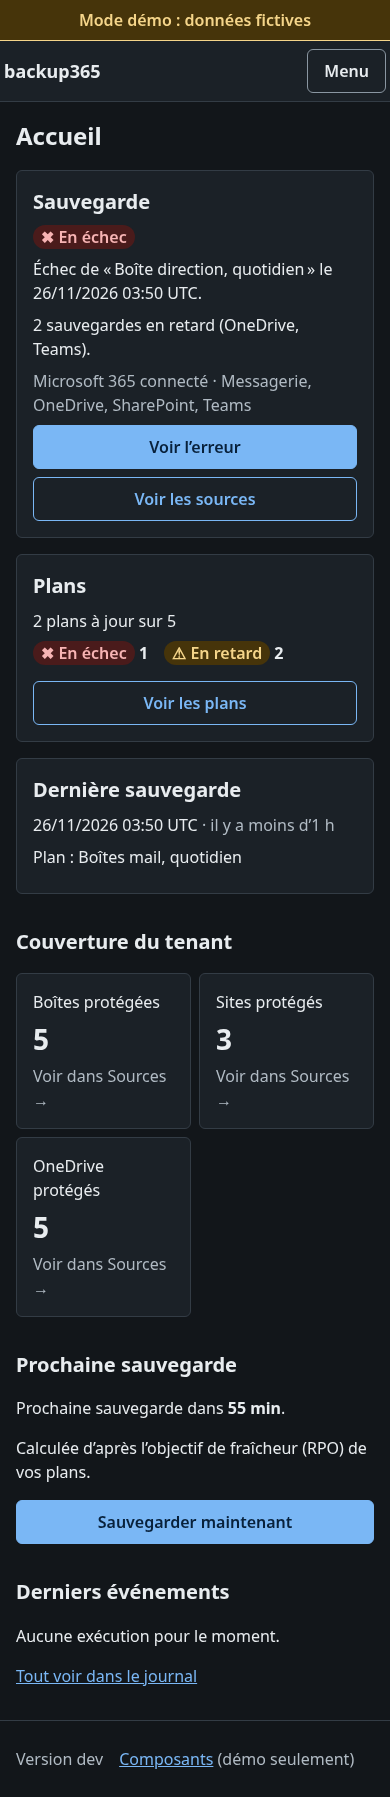 Mode démo : données fictives
backup365
Menu
Accueil
Sauvegarde
✖ En échec
Échec de « Boîte direction, quotidien » le
26/11/2026 03:50 UTC.
2 sauvegardes en retard (OneDrive,
Teams).
Microsoft 365 connecté · Messagerie,
OneDrive, SharePoint, Teams
Voir l’erreur
Voir les sources
Plans
2 plans à jour sur 5
✖ En échec 1 ⚠ En retard 2
Voir les plans
Dernière sauvegarde
26/11/2026 03:50 UTC · il y a moins d’1 h
Plan : Boîtes mail, quotidien
Couverture du tenant
Boîtes protégées
5
Voir dans Sources
→
Sites protégés
3
Voir dans Sources
→
OneDrive
protégés
5
Voir dans Sources
→
Prochaine sauvegarde
Prochaine sauvegarde dans 55 min.
Calculée d’après l’objectif de fraîcheur (RPO) de
vos plans.
Sauvegarder maintenant
Derniers événements
Aucune exécution pour le moment.
Tout voir dans le journal
Version dev Composants (démo seulement)